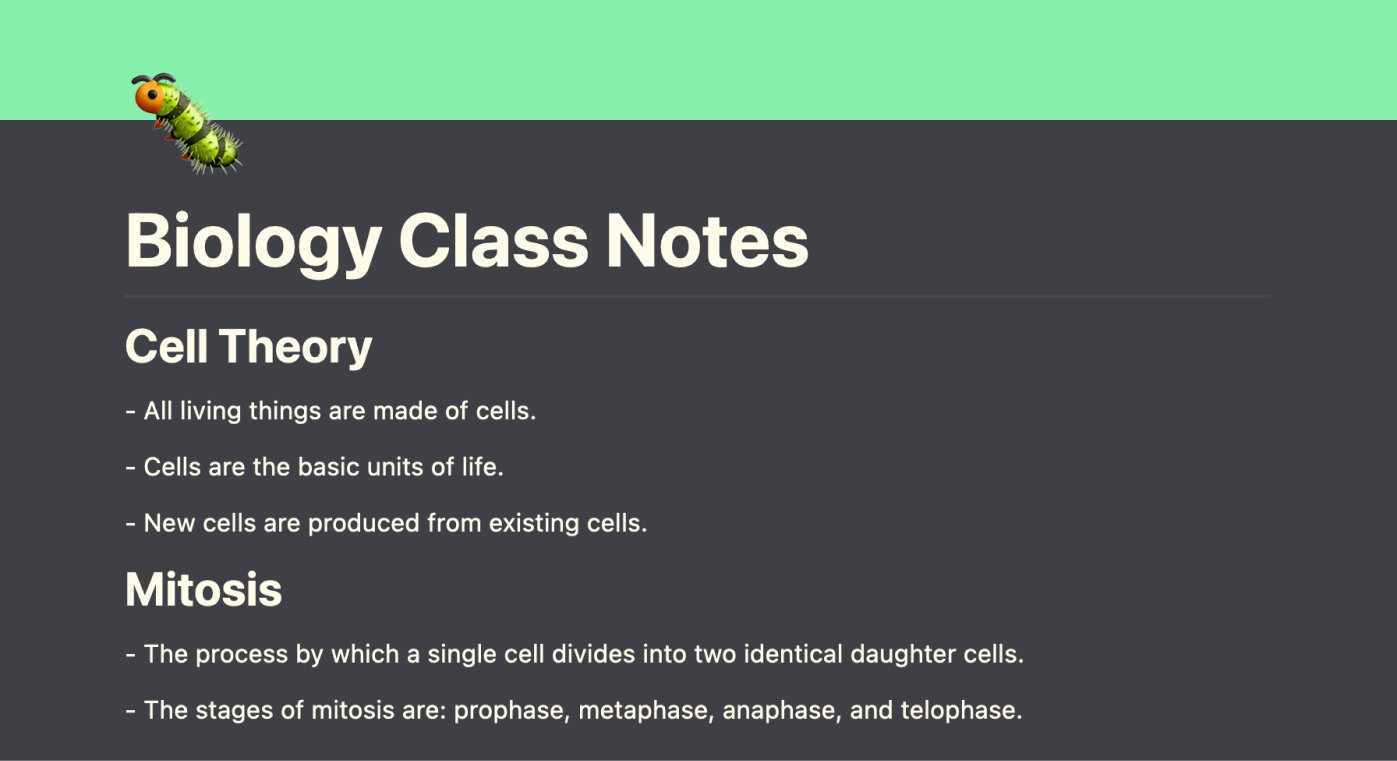 Biology Class Notes
Cell Theory
- All living things are made of cells.
- Cells are the basic units of life.
- New cells are produced from existing cells.
Mitosis
- The process by which a single cell divides into two identical daughter cells.
- The stages of mitosis are: prophase, metaphase, anaphase, and telophase.